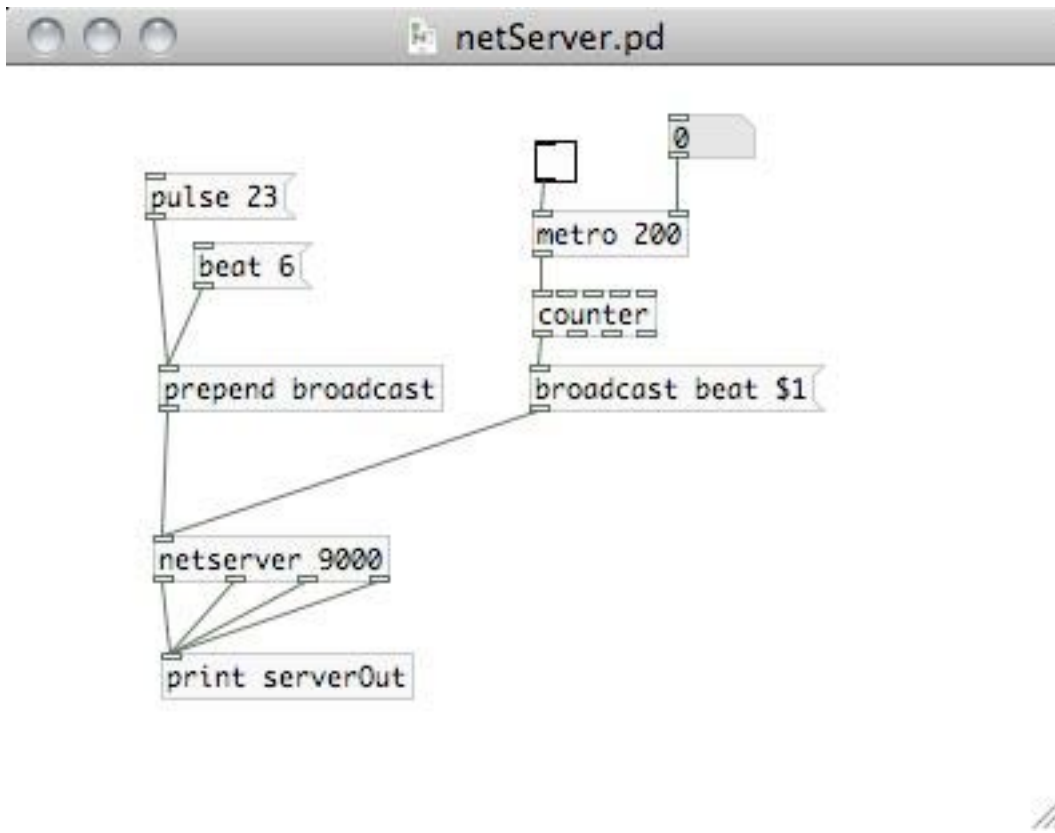 netServer.pd
0
pulse 23
metro 200
beat 6
counter
prepend broadcast
broadcast beat $1
netserver 9000
print serverOut